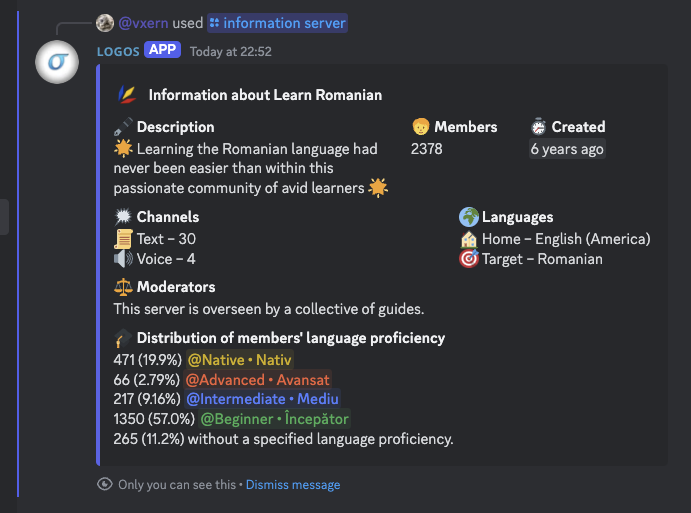 @vxern used information server
LOGOS APP Today at 22:52
Information about Learn Romanian
Description
Learning the Romanian language had
never been easier than within this
passionate community of avid learners
Members
2378
Created
6 years ago
Channels
Text – 30
Voice – 4
Languages
Home – English (America)
Target – Romanian
Moderators
This server is overseen by a collective of guides.
Distribution of members' language proficiency
471 (19.9%) @Native • Nativ
66 (2.79%) @Advanced • Avansat
217 (9.16%) @Intermediate • Mediu
1350 (57.0%) @Beginner • Începător
265 (11.2%) without a specified language proficiency.
Only you can see this • Dismiss message